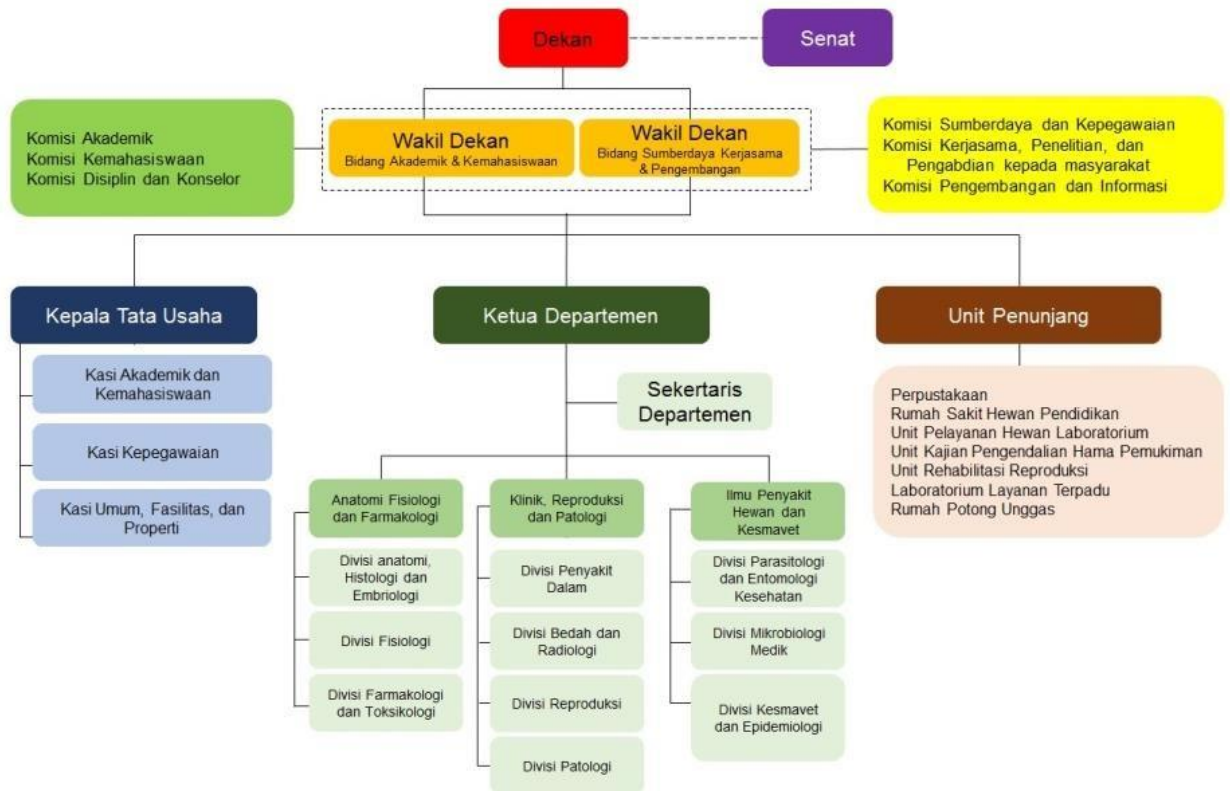 Dekan
Senat
Komisi Akademik
Komisi Kemahasiswaan
Komisi Disiplin dan Konselor
Wakil Dekan
Bidang Akademik & Kemahasiswaan
Wakil Dekan
Bidang Sumberdaya Kerjasama
& Pengembangan
Komisi Sumberdaya dan Kepegawaian
Komisi Kerjasama, Penelitian, dan
Pengabdian kepada masyarakat
Komisi Pengembangan dan Informasi
Kepala Tata Usaha
Ketua Departemen
Unit Penunjang
Kasi Akademik dan
Kemahasiswaan
Kasi Kepegawaian
Kasi Umum, Fasilitas, dan
Properti
Sekertaris
Departemen
Perpustakaan
Rumah Sakit Hewan Pendidikan
Unit Pelayanan Hewan Laboratorium
Unit Kajian Pengendalian Hama Pemukiman
Unit Rehabilitasi Reproduksi
Laboratorium Layanan Terpadu
Rumah Potong Unggas
Anatomi Fisiologi
dan Farmakologi
Divisi anatomi,
Histologi dan
Embriologi
Divisi Fisiologi
Divisi Farmakologi
dan Toksikologi
Klinik, Reproduksi
dan Patologi
Divisi Penyakit
Dalam
Divisi Bedah dan
Radiologi
Divisi Reproduksi
Divisi Patologi
Ilmu Penyakit
Hewan dan
Kesmavet
Divisi Parasitologi
dan Entomologi
Kesehatan
Divisi Mikrobiologi
Medik
Divisi Kesmavet
dan Epidemiologi